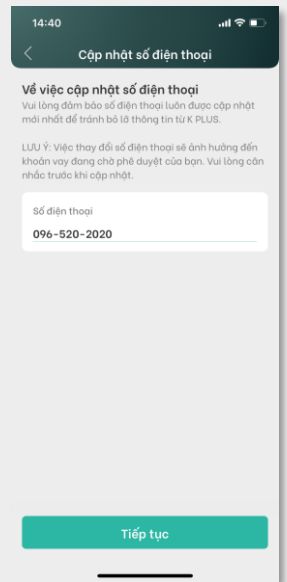 14:40
Cập nhật số điện thoại
Về việc cập nhật số điện thoại
Vui lòng đảm bảo số điện thoại luôn được cập nhật
mới nhất để tránh bỏ lỡ thông tin từ K PLUS.
LƯU Ý: Việc thay đổi số điện thoại sẽ ảnh hưởng đến
khoản vay đang chờ phê duyệt của bạn. Vui lòng cân
nhắc trước khi cập nhật.
Số điện thoại
096-520-2020
Tiếp tục